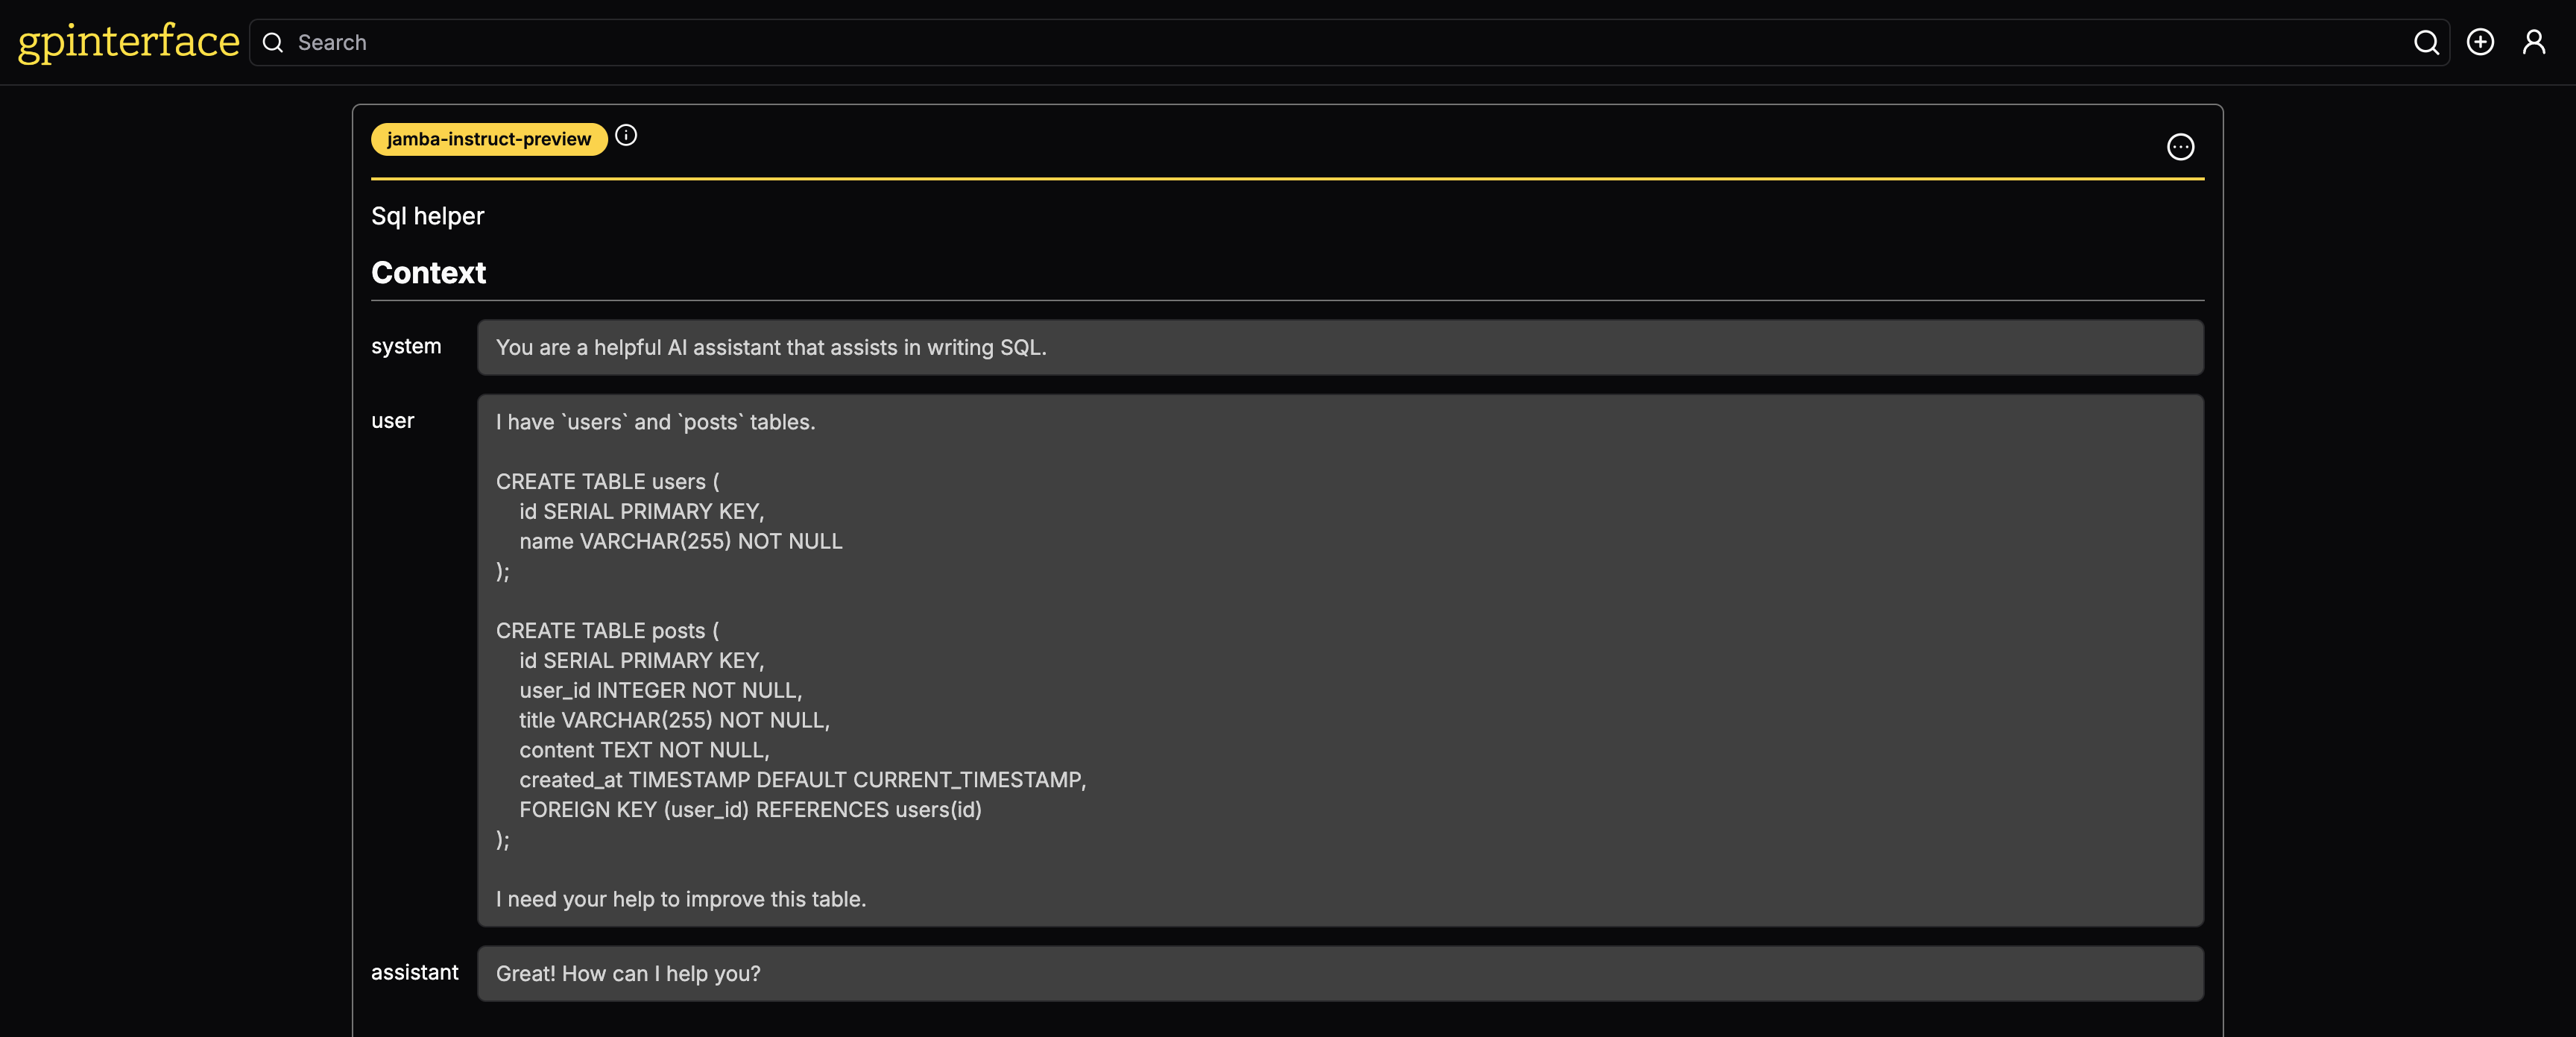 gpinterface
Search
jamba-instruct-preview
Sql helper
Context
system
You are a helpful AI assistant that assists in writing SQL.
user
I have `users` and `posts` tables.

CREATE TABLE users (
    id SERIAL PRIMARY KEY,
    name VARCHAR(255) NOT NULL
);

CREATE TABLE posts (
    id SERIAL PRIMARY KEY,
    user_id INTEGER NOT NULL,
    title VARCHAR(255) NOT NULL,
    content TEXT NOT NULL,
    created_at TIMESTAMP DEFAULT CURRENT_TIMESTAMP,
    FOREIGN KEY (user_id) REFERENCES users(id)
);

I need your help to improve this table.
assistant
Great! How can I help you?